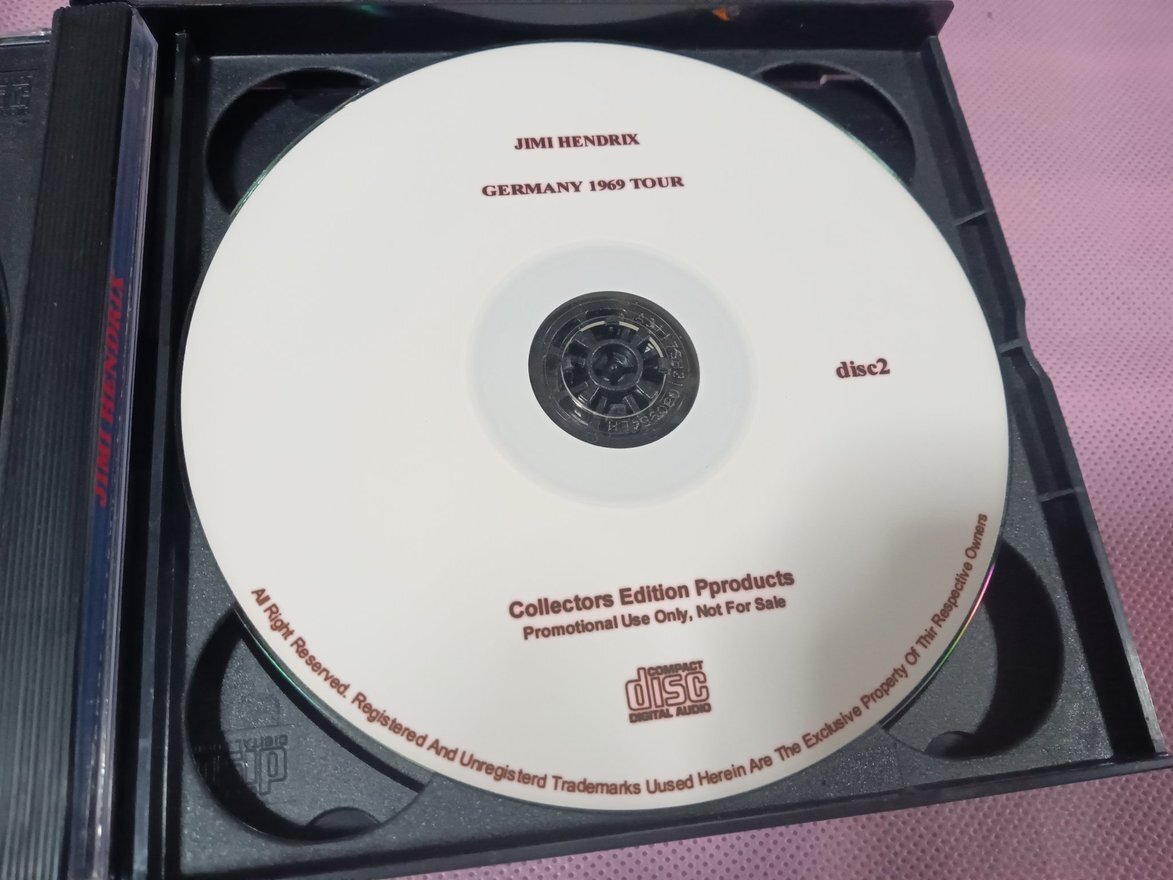 JIMI HENDRIX
GERMANY 1969 TOUR
disc2
Collectors Edition Pproducts
Promotional Use Only, Not For Sale
COMPACT
disc
DIGITAL AUDIO
All Right Reserved. Registered And Unregisterd Trademarks Uused Herein Are The Exclusive Property Of Thir Respective Owners
JIMI HENDRIX